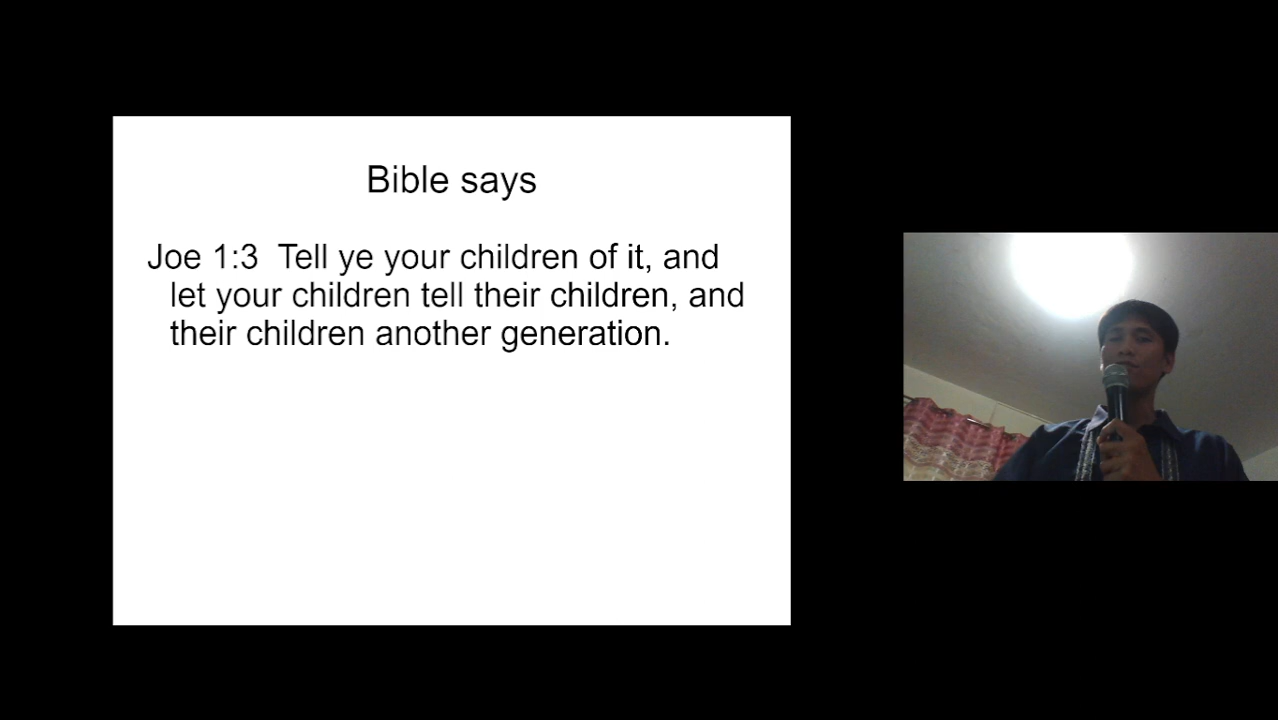 Bible says
Joe 1:3 Tell ye your children of it, and
let your children tell their children, and
their children another generation.